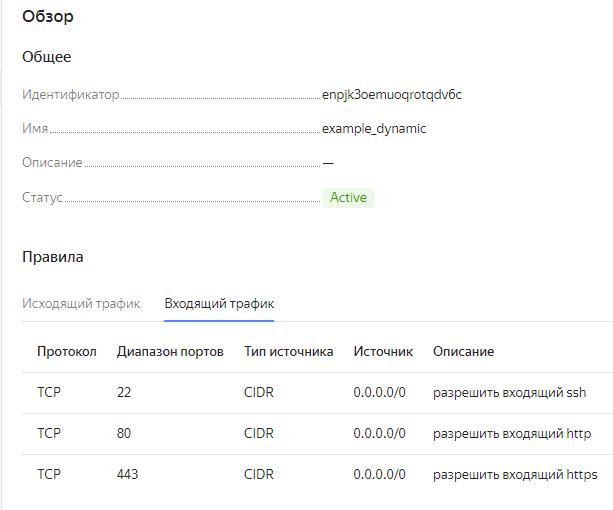 Обзор
Общее
Идентификатор enpjk3oemuoqrotqdv6c
Имя example_dynamic
Описание —
Статус Active
Правила
Исходящий трафик Входящий трафик
Протокол Диапазон портов Тип источника Источник Описание
TCP 22 CIDR 0.0.0.0/0 разрешить входящий ssh
TCP 80 CIDR 0.0.0.0/0 разрешить входящий http
TCP 443 CIDR 0.0.0.0/0 разрешить входящий https